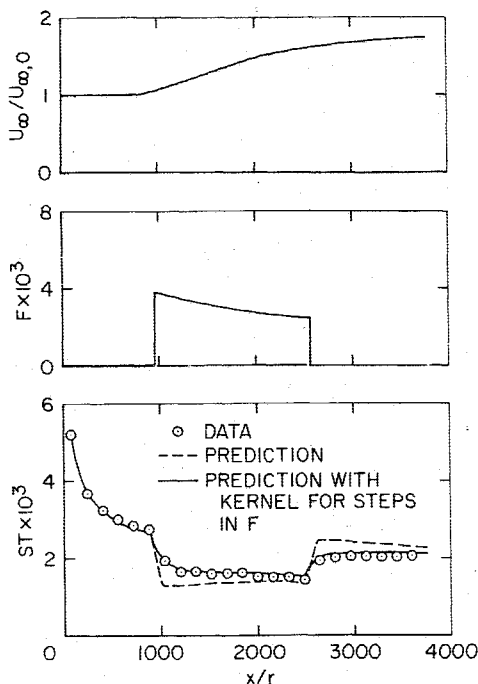 2
1
0
U∞/U∞,0
8
4
0
F×10³
6
4
2
0
ST×10³
DATA
PREDICTION
PREDICTION WITH
KERNEL FOR STEPS
IN F
0 1000 2000 3000 4000
x/r